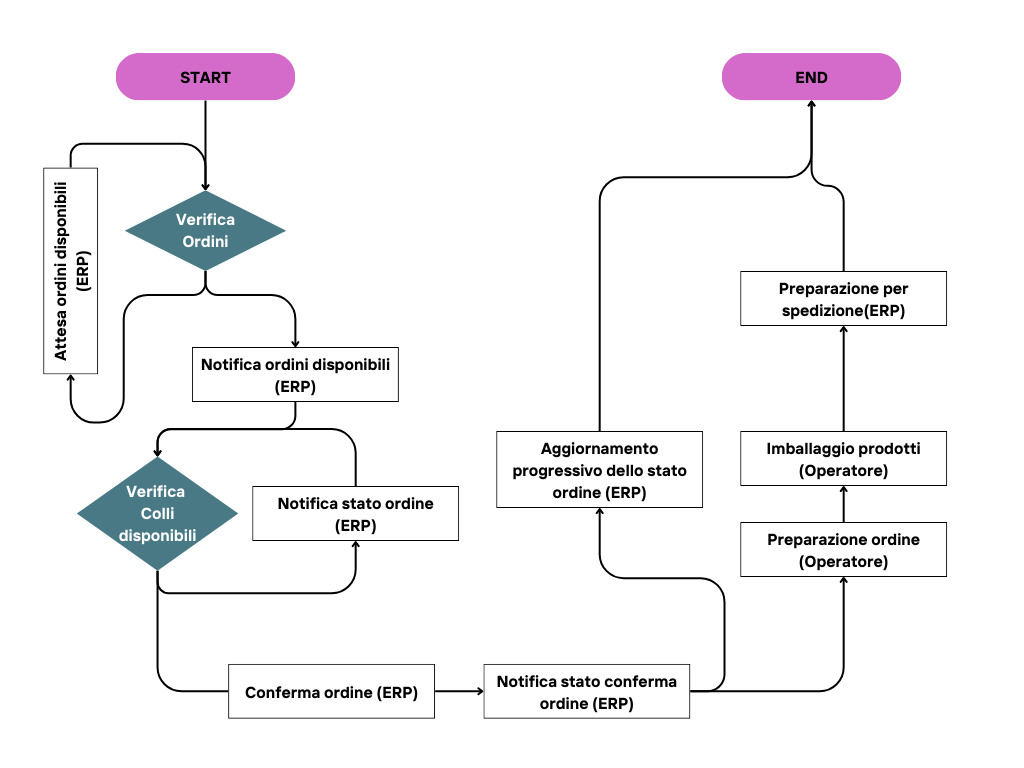 START
END
Verifica
Ordini
Attesa ordini disponibili
(ERP)
Notifica ordini disponibili
(ERP)
Verifica
Colli
disponibili
Notifica stato ordine
(ERP)
Conferma ordine (ERP)
Notifica stato conferma
ordine (ERP)
Aggiornamento
progressivo dello stato
ordine (ERP)
Preparazione ordine
(Operatore)
Imballaggio prodotti
(Operatore)
Preparazione per
spedizione(ERP)